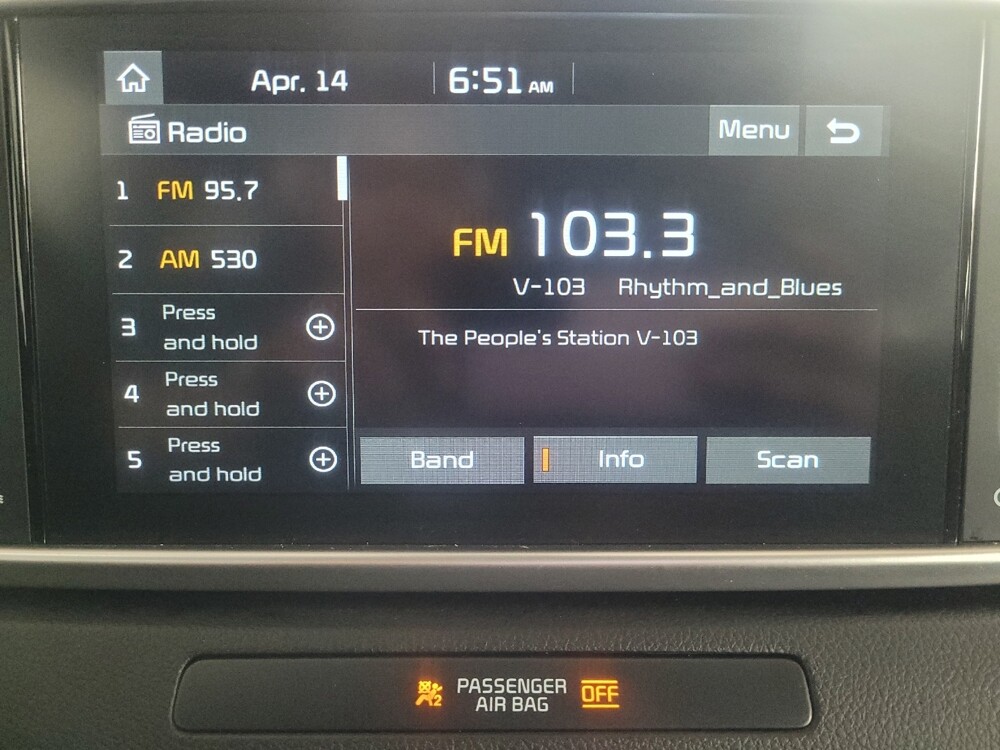 Apr. 14 6:51 AM
Radio Menu
1 FM 95.7
2 AM 530
3 Press
and hold
4 Press
and hold
5 Press
and hold
FM 103.3
V-103 Rhythm_and_Blues
The People's Station V-103
Band Info Scan
PASSENGER
AIR BAG
2 OFF